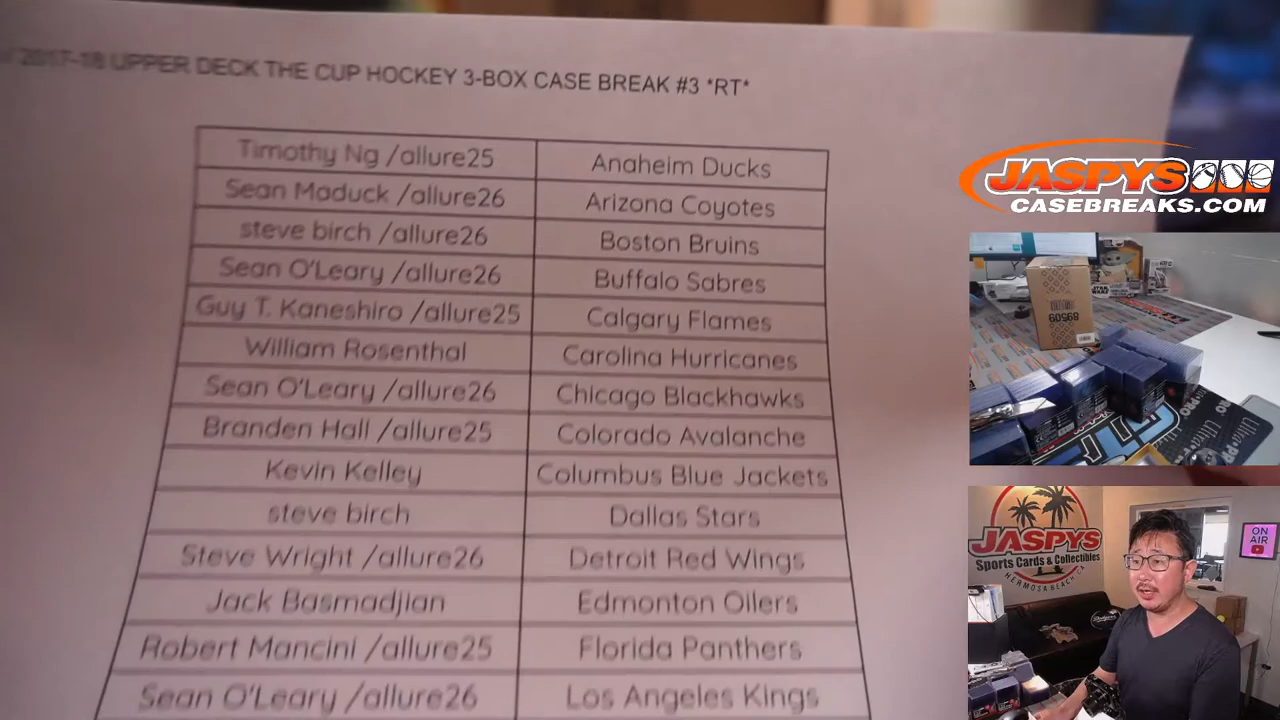 2017-18 UPPER DECK THE CUP HOCKEY 3-BOX CASE BREAK #3 *RT*
Timothy Ng /allure25 Anaheim Ducks
Sean Maduck /allure26 Arizona Coyotes
steve birch /allure26 Boston Bruins
Sean O'Leary /allure26 Buffalo Sabres
Guy T. Kaneshiro /allure25 Calgary Flames
William Rosenthal Carolina Hurricanes
Sean O'Leary /allure26 Chicago Blackhawks
Branden Hall /allure25 Colorado Avalanche
Kevin Kelley Columbus Blue Jackets
steve birch Dallas Stars
Steve Wright /allure26 Detroit Red Wings
Jack Basmadjian Edmonton Oilers
Robert Mancini /allure25 Florida Panthers
Sean O'Leary /allure26 Los Angeles Kings
JASPYS
CASEBREAKS.COM
STAR WARS
89509
JASPYS
Sports Cards & Collectibles
HERMOSA BEACH CA
ON AIR